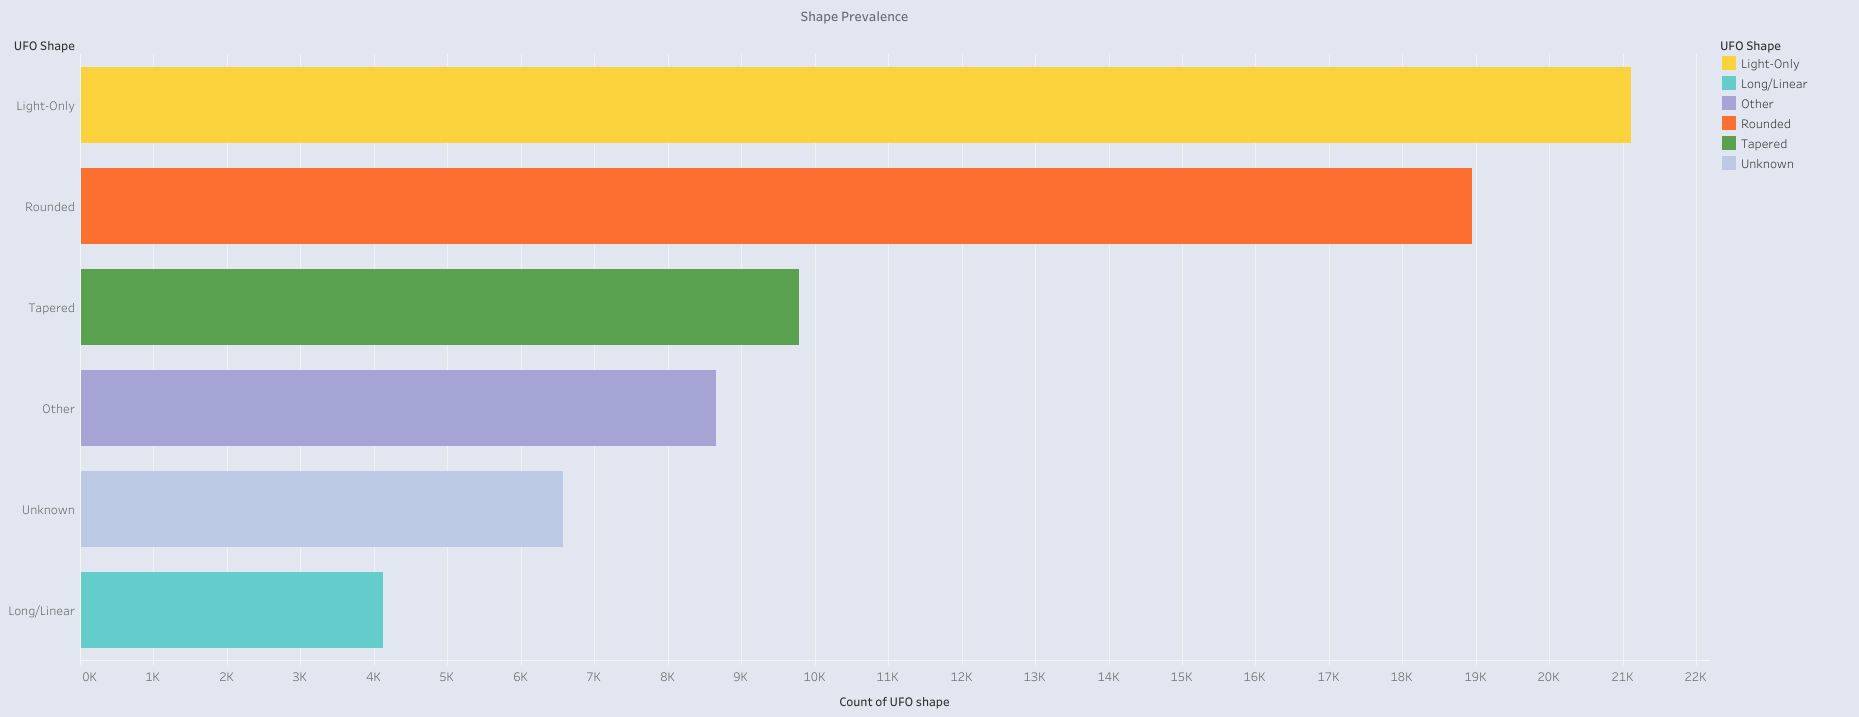 Shape Prevalence
UFO Shape
Light-Only
Rounded
Tapered
Other
Unknown
Long/Linear
0K 1K 2K 3K 4K 5K 6K 7K 8K 9K 10K 11K 12K 13K 14K 15K 16K 17K 18K 19K 20K 21K 22K
Count of UFO shape
UFO Shape
Light-Only
Long/Linear
Other
Rounded
Tapered
Unknown